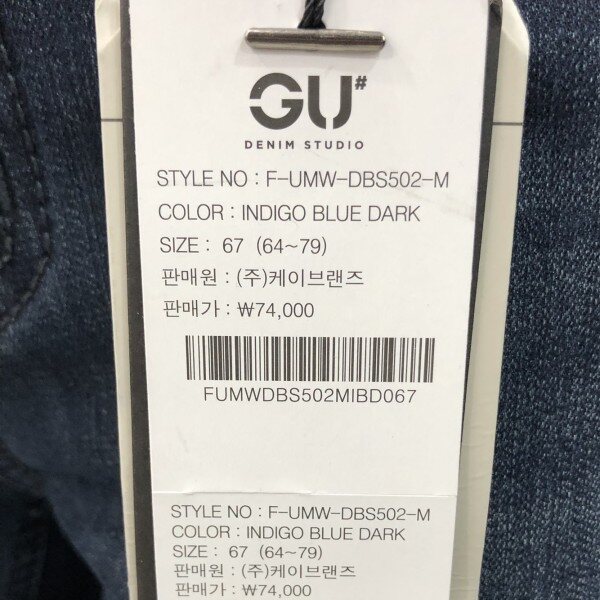 GU#
DENIM STUDIO
STYLE NO : F-UMW-DBS502-M
COLOR : INDIGO BLUE DARK
SIZE : 67 (64~79)
판매원 : (주)케이브랜즈
판매가 : ₩74,000
FUMWDBS502MIBD067
STYLE NO : F-UMW-DBS502-M
COLOR : INDIGO BLUE DARK
SIZE : 67 (64~79)
판매원 : (주)케이브랜즈
판매가 : ₩74,000